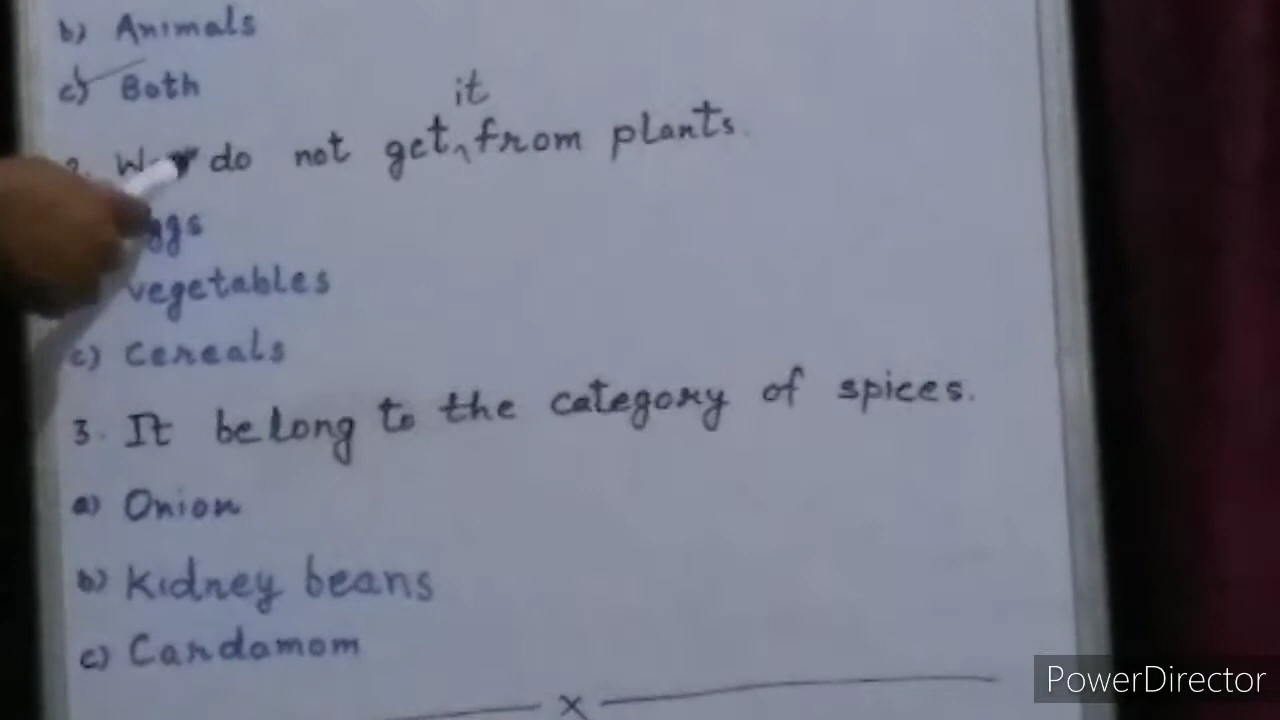 b) Animals
c) Both
it
do not get from plants.
vegetables
c) Cereals
3. It belong to the category of spices.
a) Onion
b) Kidney beans
c) Cardamom
x
PowerDirector